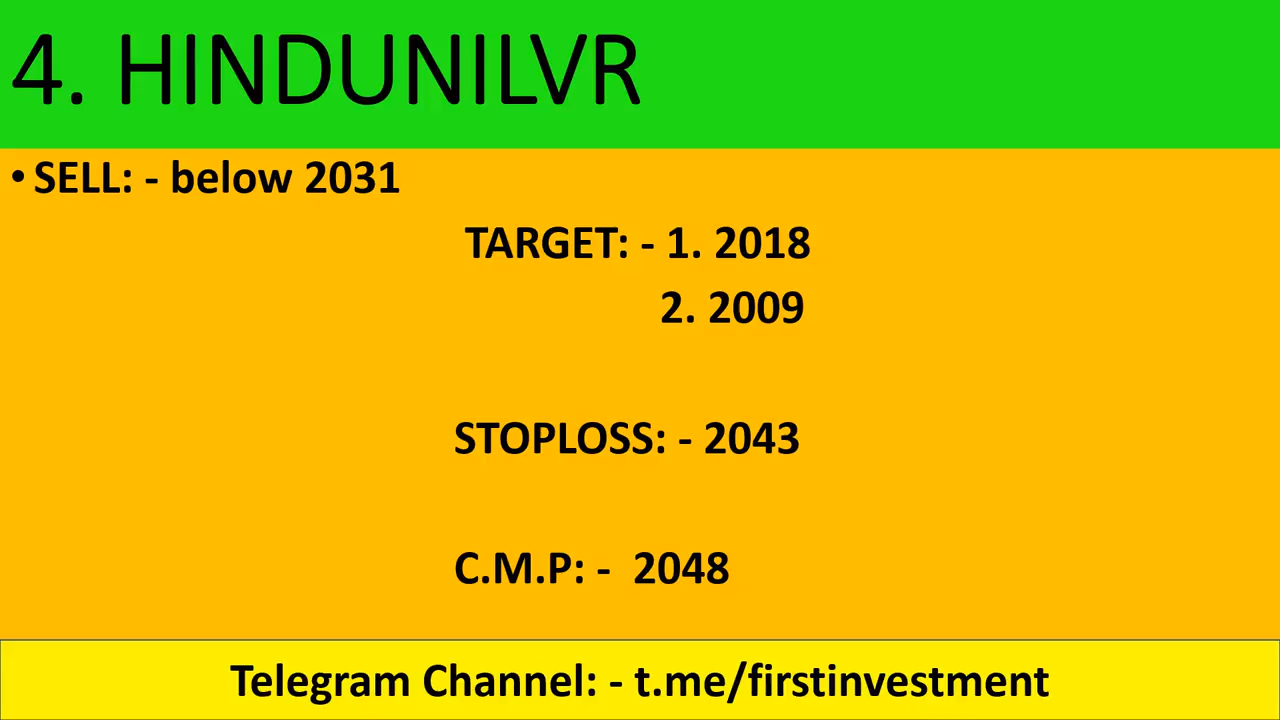 4. HINDUNILVR
• SELL: - below 2031
TARGET: - 1. 2018
2. 2009
STOPLOSS: - 2043
C.M.P: - 2048
Telegram Channel: - t.me/firstinvestment